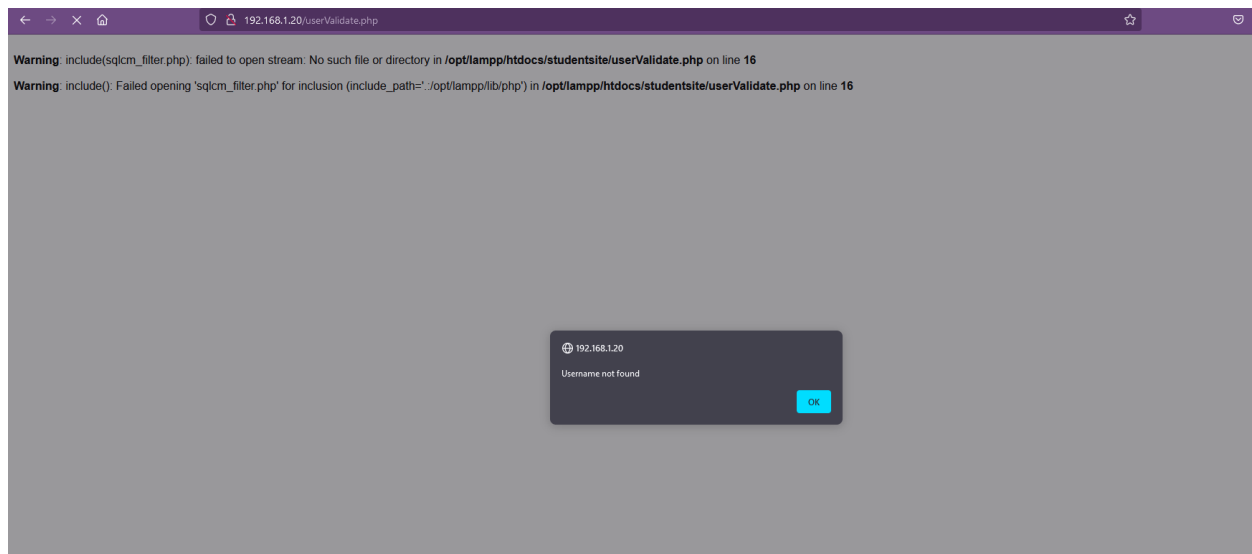 192.168.1.20/userValidate.php
Warning: include(sqlcm_filter.php): failed to open stream: No such file or directory in /opt/lampp/htdocs/studentsite/userValidate.php on line 16
Warning: include(): Failed opening 'sqlcm_filter.php' for inclusion (include_path='.:/opt/lampp/lib/php') in /opt/lampp/htdocs/studentsite/userValidate.php on line 16
192.168.1.20
Username not found
OK